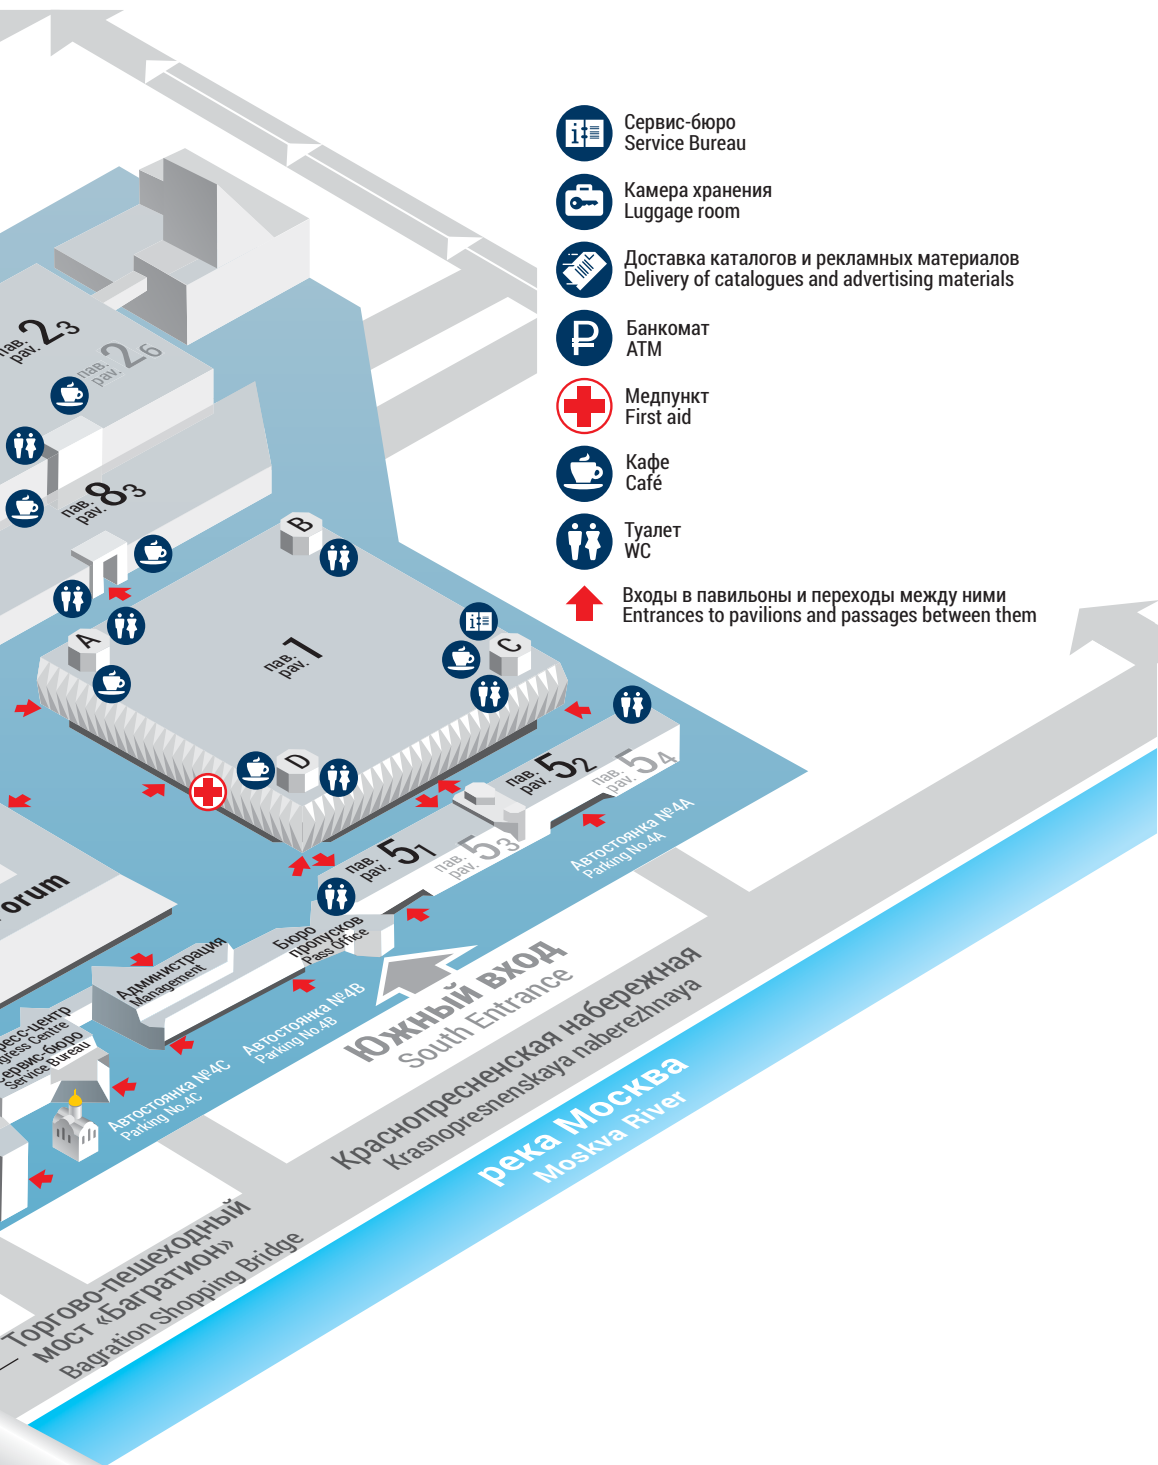 Сервис-бюро
Service Bureau
Камера хранения
Luggage room
Доставка каталогов и рекламных материалов
Delivery of catalogues and advertising materials
Банкомат
ATM
Медпункт
First aid
Кафе
Café
Туалет
WC
Входы в павильоны и переходы между ними
Entrances to pavilions and passages between them
пав.
pav. 2 3
пав.
pav. 2 6
пав.
pav. 8 3
B
A
C
D
пав.
pav. 1
пав.
pav. 5 2
пав.
pav. 5 4
пав.
pav. 5 1
пав.
pav. 5 3
Автостоянка №4А
Parking No.4A
orum
Бюро
пропусков
Pass Office
Администрация
Management
ресс-центр
gress Centre
Сервис-бюро
Service Bureau
Автостоянка №4В
Parking No.4B
Автостоянка №4С
Parking No.4C
Южный вход
South Entrance
Краснопресненская набережная
Krasnopresnenskaya naberezhnaya
река Москва
Moskva River
Торгово-пешеходный
мост «Багратион»
Bagration Shopping Bridge